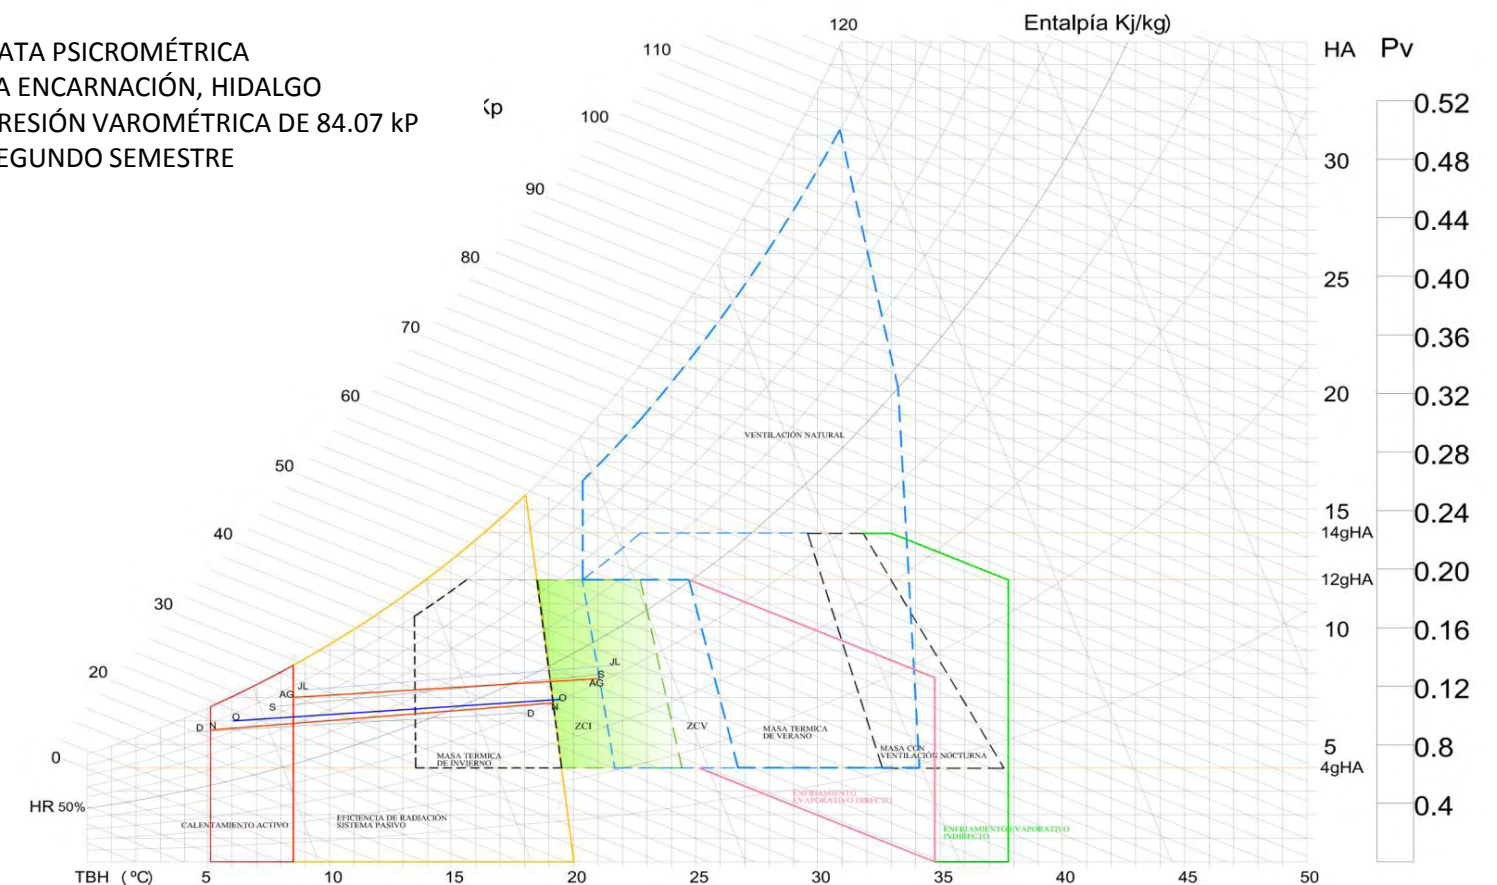 ATA PSICROMÉTRICA
A ENCARNACIÓN, HIDALGO
RESIÓN VAROMÉTRICA DE 84.07 kP
EGUNDO SEMESTRE
Kp
Entalpía Kj/kg)
120
110
100
90
80
70
60
50
40
30
20
0
HR 50%
HA
30
25
20
15
14gHA
12gHA
10
5
4gHA
Pv
0.52
0.48
0.44
0.40
0.36
0.32
0.28
0.24
0.20
0.16
0.12
0.8
0.4
VENTILACIÓN NATURAL
JL
AG
S
O
D
N
JL
S
AG
O
N
D
ZCI
ZCV
MASA TERMICA
DE INVIERNO
MASA TERMICA
DE VERANO
MASA CON
VENTILACIÓN NOCTURNA
ENFRIAMIENTO
EVAPORATIVO DIRECTO
CALENTAMIENTO ACTIVO
EFICIENCIA DE RADIACIÓN
SISTEMA PASIVO
ENFRIAMIENTO EVAPORATIVO
INDIRECTO
TBH (ºC)
5
10
15
20
25
30
35
40
45
50